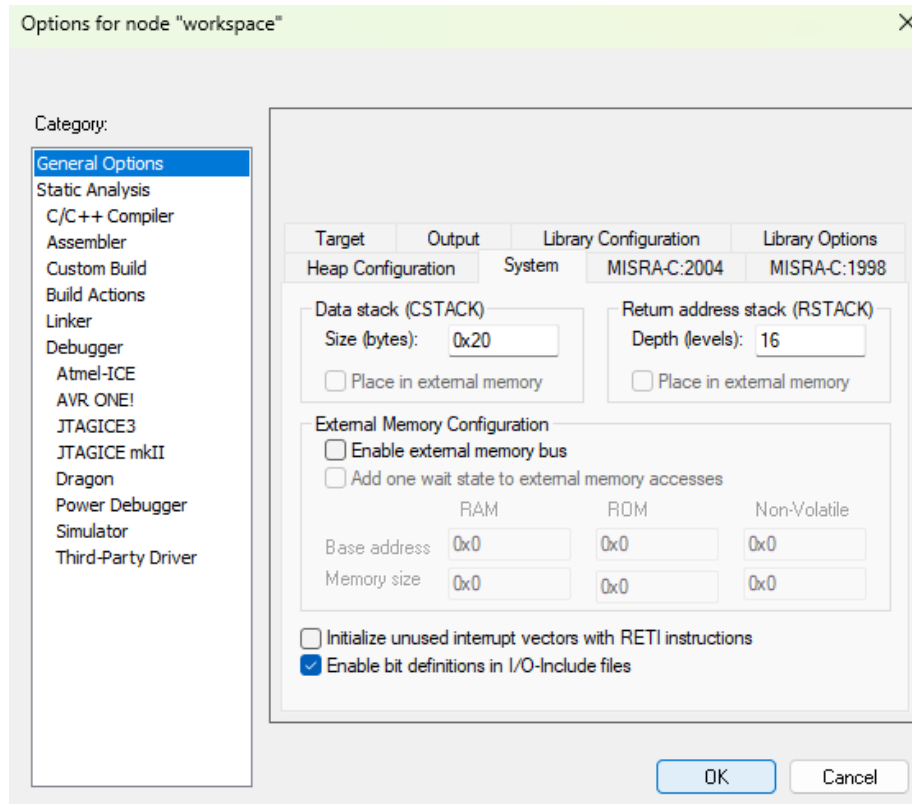 Options for node "workspace"
Category:
General Options
Static Analysis
C/C++ Compiler
Assembler
Custom Build
Build Actions
Linker
Debugger
Atmel-ICE
AVR ONE!
JTAGICE3
JTAGICE mkII
Dragon
Power Debugger
Simulator
Third-Party Driver
Target Output Library Configuration Library Options
Heap Configuration System MISRA-C:2004 MISRA-C:1998
Data stack (CSTACK)
Size (bytes): 0x20
Place in external memory
Return address stack (RSTACK)
Depth (levels): 16
Place in external memory
External Memory Configuration
Enable external memory bus
Add one wait state to external memory accesses
RAM ROM Non-Volatile
Base address 0x0 0x0 0x0
Memory size 0x0 0x0 0x0
Initialize unused interrupt vectors with RETI instructions
Enable bit definitions in I/O-Include files
OK Cancel